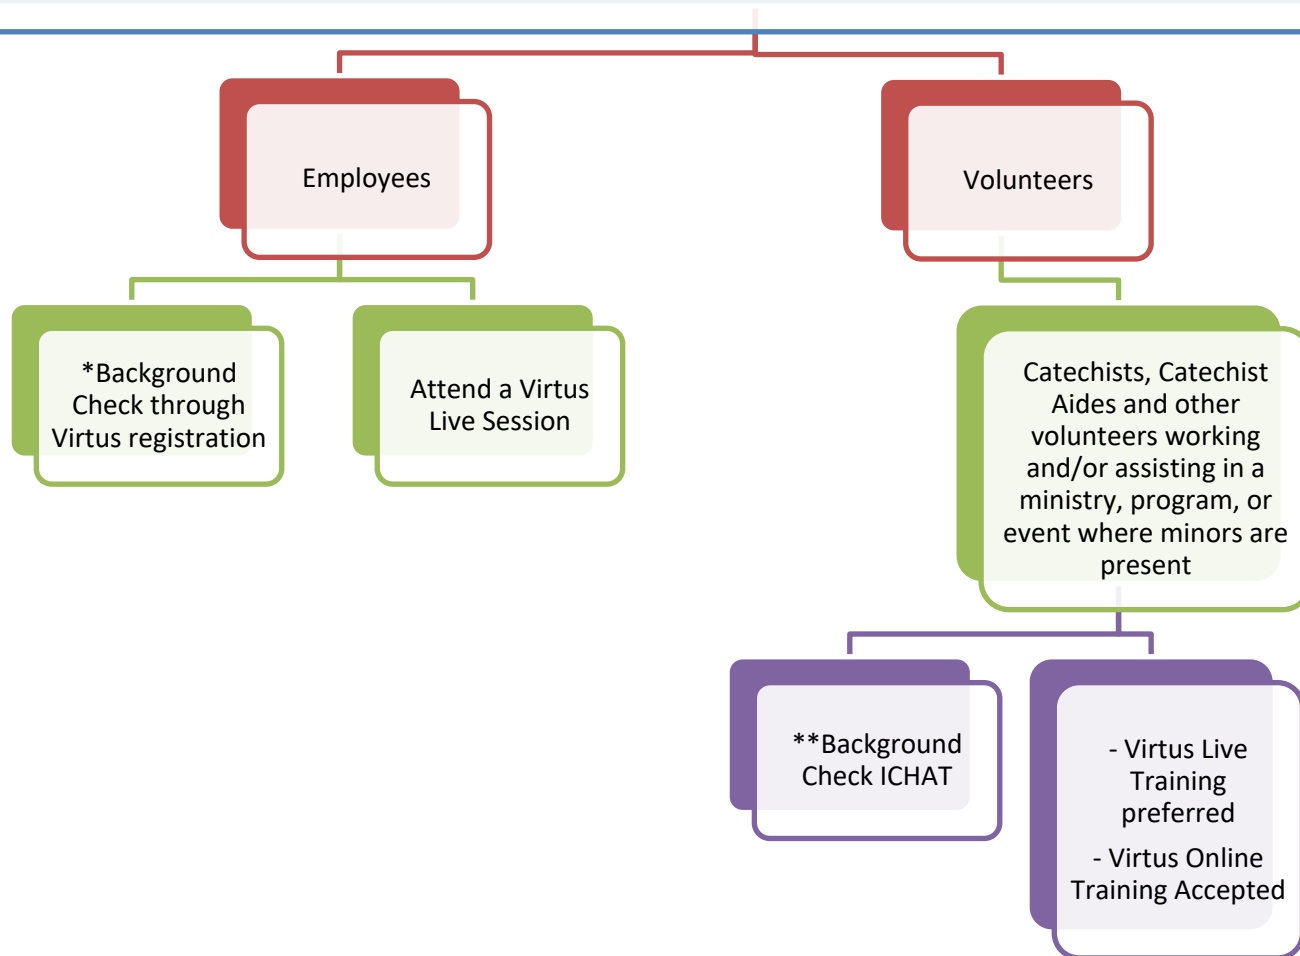 Employees
Volunteers
*Background
Check through
Virtus registration
Attend a Virtus
Live Session
Catechists, Catechist
Aides and other
volunteers working
and/or assisting in a
ministry, program, or
event where minors are
present
**Background
Check ICHAT
- Virtus Live
Training
preferred
- Virtus Online
Training Accepted